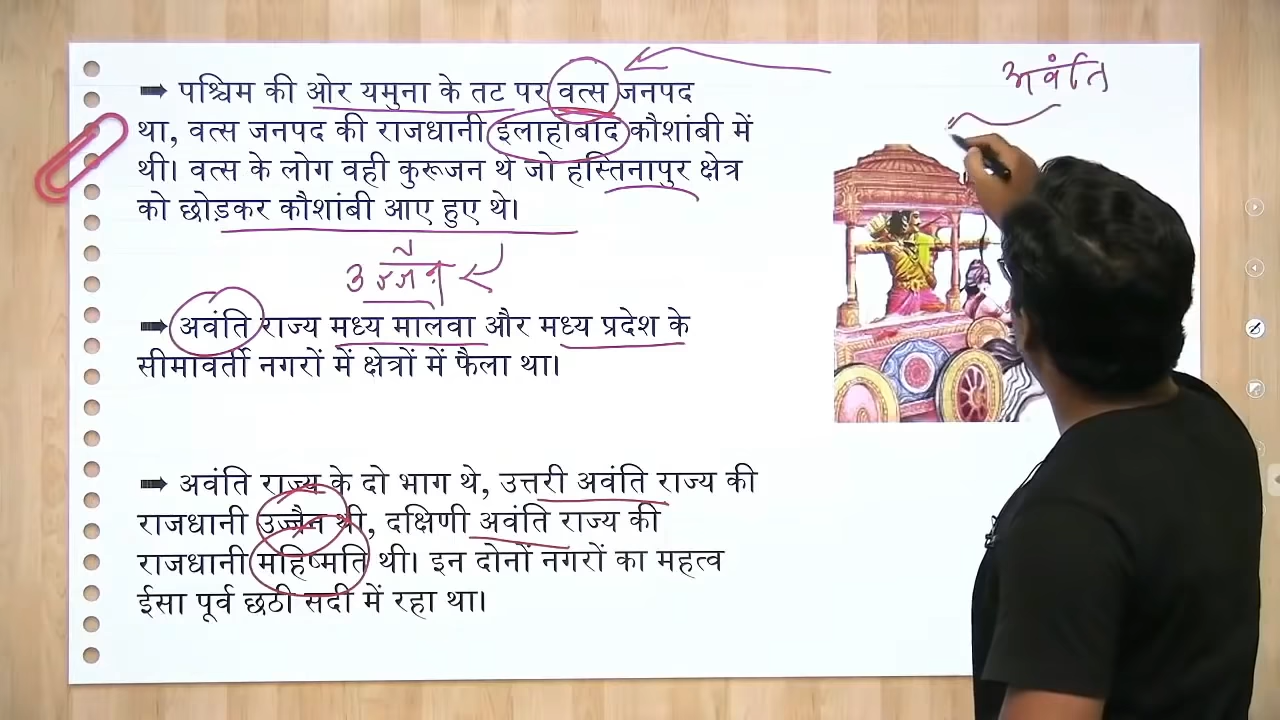 ➡ पश्चिम की ओर यमुना के तट पर वत्स जनपद
था, वत्स जनपद की राजधानी इलाहाबाद कौशांबी में
थी। वत्स के लोग वही कुरूजन थे जो हस्तिनापुर क्षेत्र
को छोड़कर कौशांबी आए हुए थे।
अवंति
➡ अवंति राज्य मध्य मालवा और मध्य प्रदेश के
सीमावर्ती नगरों में क्षेत्रों में फैला था।
➡ अवंति राज्य के दो भाग थे, उत्तरी अवंति राज्य की
राजधानी उज्जैन थी, दक्षिणी अवंति राज्य की
राजधानी महिष्मति थी। इन दोनों नगरों का महत्व
ईसा पूर्व छठी सदी में रहा था।